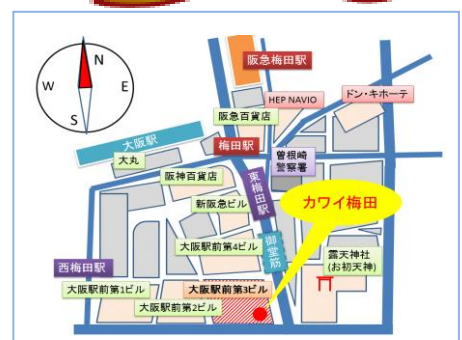 阪急梅田駅
N
W
E
S
HEP NAVIO
ドン・キホーテ
阪急百貨店
大阪駅
梅田駅
大丸
曽根崎
警察署
阪神百貨店
東梅田駅
カワイ梅田
新阪急ビル
御堂筋
大阪駅前第4ビル
露天神社
(お初天神)
西梅田駅
大阪駅前第1ビル
大阪駅前第3ビル
大阪駅前第2ビル